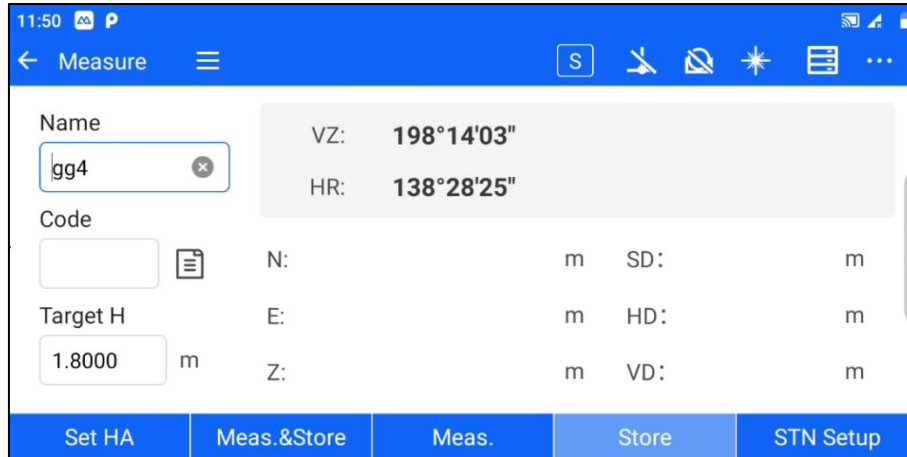 11:50
Measure
S
Name
gg4
Code
Target H
1.8000 m
VZ: 198°14'03"
HR: 138°28'25"
N: m SD: m
E: m HD: m
Z: m VD: m
Set HA Meas.&Store Meas. Store STN Setup